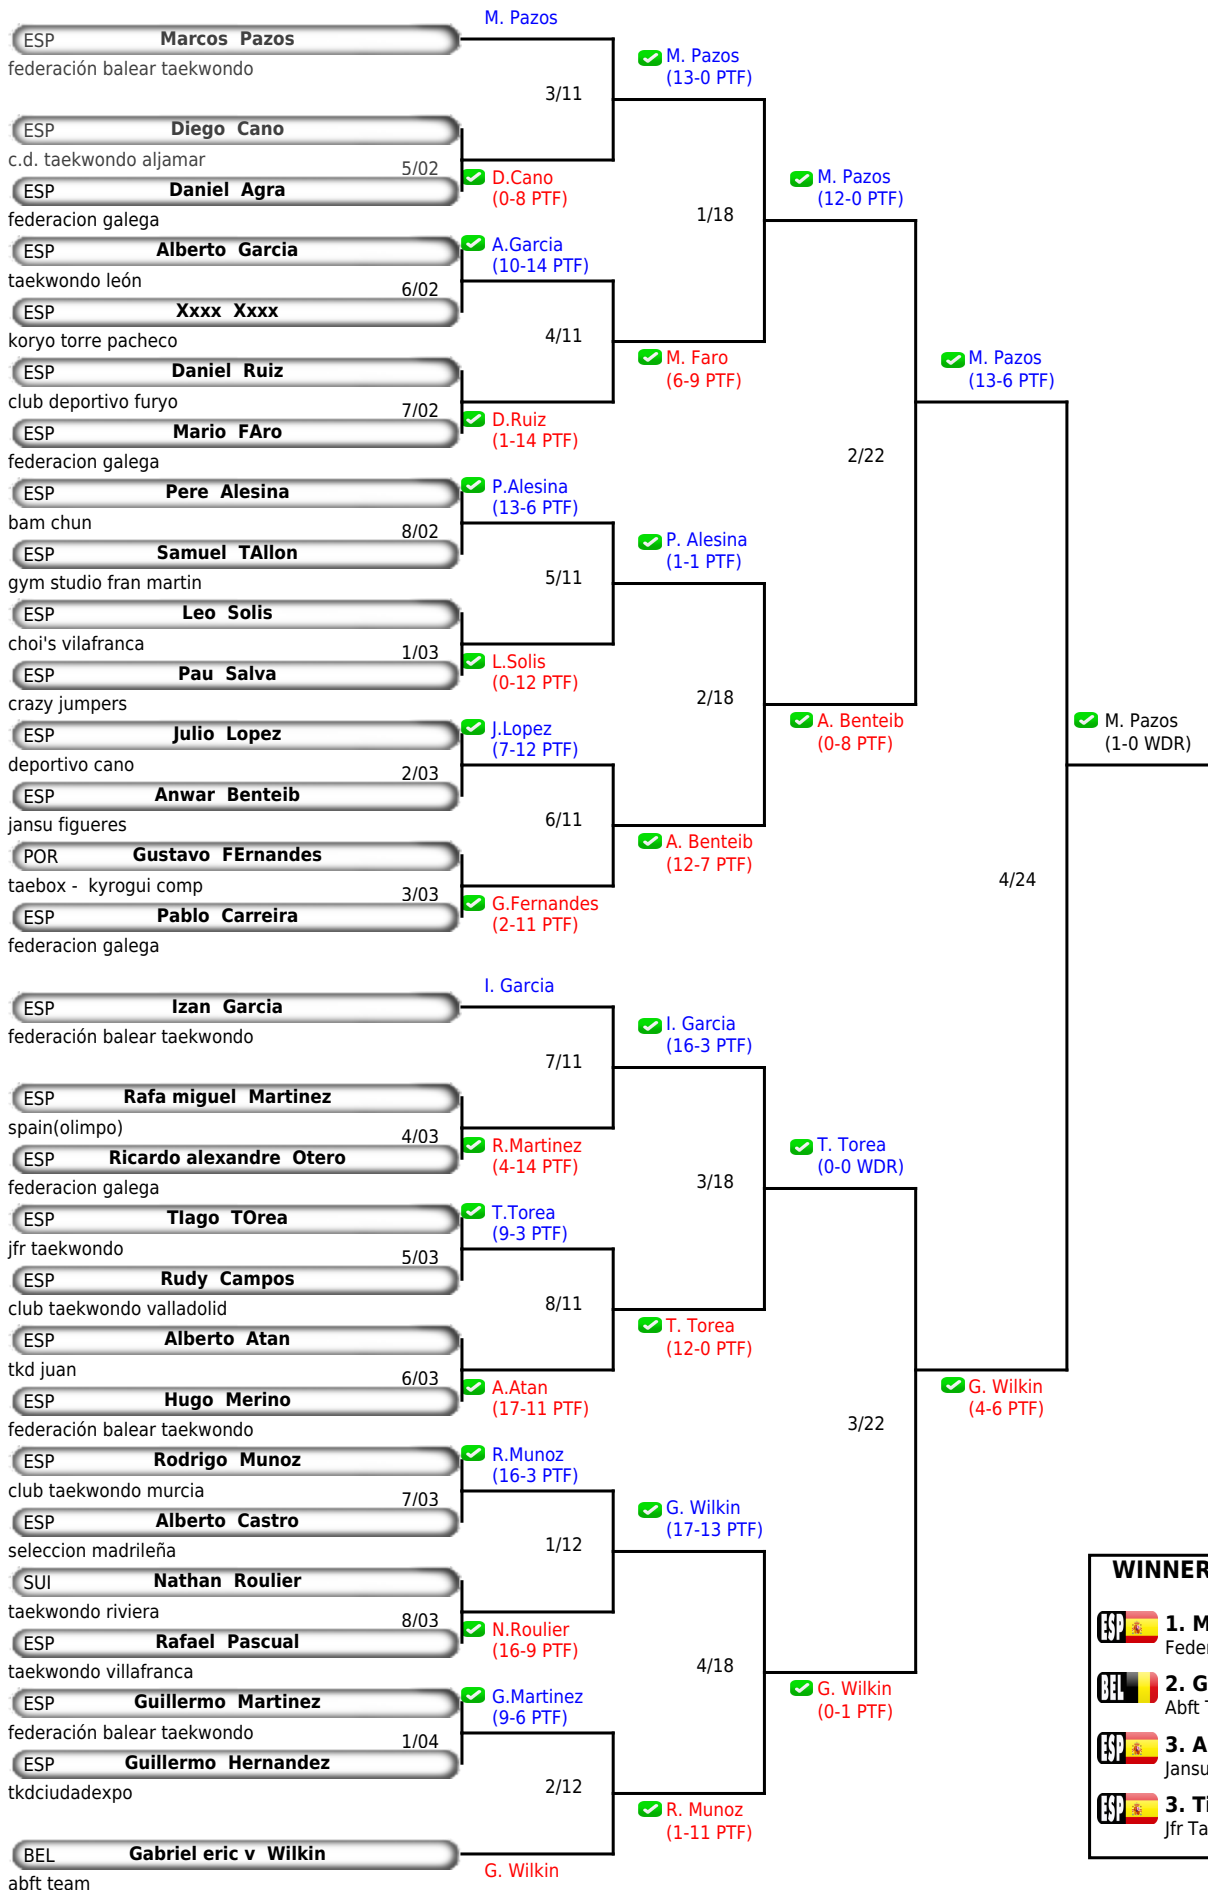 M. Pazos
ESP Marcos Pazos
federación balear taekwondo
M. Pazos
(13-0 PTF)
3/11
ESP Diego Cano
c.d. taekwondo aljamar
5/02
ESP Daniel Agra
federacion galega
D.Cano
(0-8 PTF)
M. Pazos
(12-0 PTF)
1/18
ESP Alberto Garcia
taekwondo león
A.Garcia
(10-14 PTF)
6/02
ESP Xxxx Xxxx
koryo torre pacheco
4/11
M. Faro
(6-9 PTF)
M. Pazos
(13-6 PTF)
ESP Daniel Ruiz
club deportivo furyo
7/02
ESP Mario FAro
federacion galega
D.Ruiz
(1-14 PTF)
2/22
ESP Pere Alesina
bam chun
P.Alesina
(13-6 PTF)
8/02
ESP Samuel TAllon
gym studio fran martin
P. Alesina
(1-1 PTF)
5/11
ESP Leo Solis
choi's vilafranca
1/03
ESP Pau Salva
crazy jumpers
L.Solis
(0-12 PTF)
2/18
ESP Julio Lopez
deportivo cano
J.Lopez
(7-12 PTF)
A. Benteib
(0-8 PTF)
M. Pazos
(1-0 WDR)
2/03
ESP Anwar Benteib
jansu figueres
6/11
A. Benteib
(12-7 PTF)
POR Gustavo FErnandes
taebox - kyrogui comp
3/03
ESP Pablo Carreira
federacion galega
G.Fernandes
(2-11 PTF)
4/24
I. Garcia
ESP Izan Garcia
federación balear taekwondo
I. Garcia
(16-3 PTF)
7/11
ESP Rafa miguel Martinez
spain(olimpo)
4/03
ESP Ricardo alexandre Otero
federacion galega
R.Martinez
(4-14 PTF)
T. Torea
(0-0 WDR)
3/18
ESP TIago TOrea
jfr taekwondo
T.Torea
(9-3 PTF)
5/03
ESP Rudy Campos
club taekwondo valladolid
8/11
T. Torea
(12-0 PTF)
ESP Alberto Atan
tkd juan
6/03
ESP Hugo Merino
federación balear taekwondo
A.Atan
(17-11 PTF)
G. Wilkin
(4-6 PTF)
3/22
ESP Rodrigo Munoz
club taekwondo murcia
R.Munoz
(16-3 PTF)
7/03
ESP Alberto Castro
seleccion madrileña
G. Wilkin
(17-13 PTF)
1/12
SUI Nathan Roulier
taekwondo riviera
8/03
ESP Rafael Pascual
taekwondo villafranca
N.Roulier
(16-9 PTF)
4/18
ESP Guillermo Martinez
federación balear taekwondo
G.Martinez
(9-6 PTF)
G. Wilkin
(0-1 PTF)
1/04
ESP Guillermo Hernandez
tkdciudadexpo
2/12
R. Munoz
(1-11 PTF)
BEL Gabriel eric v Wilkin
abft team
G. Wilkin
WINNER
ESP 1. M
Feder
BEL 2. G
Abft T
ESP 3. A
Jansu
ESP 3. Ti
Jfr Ta